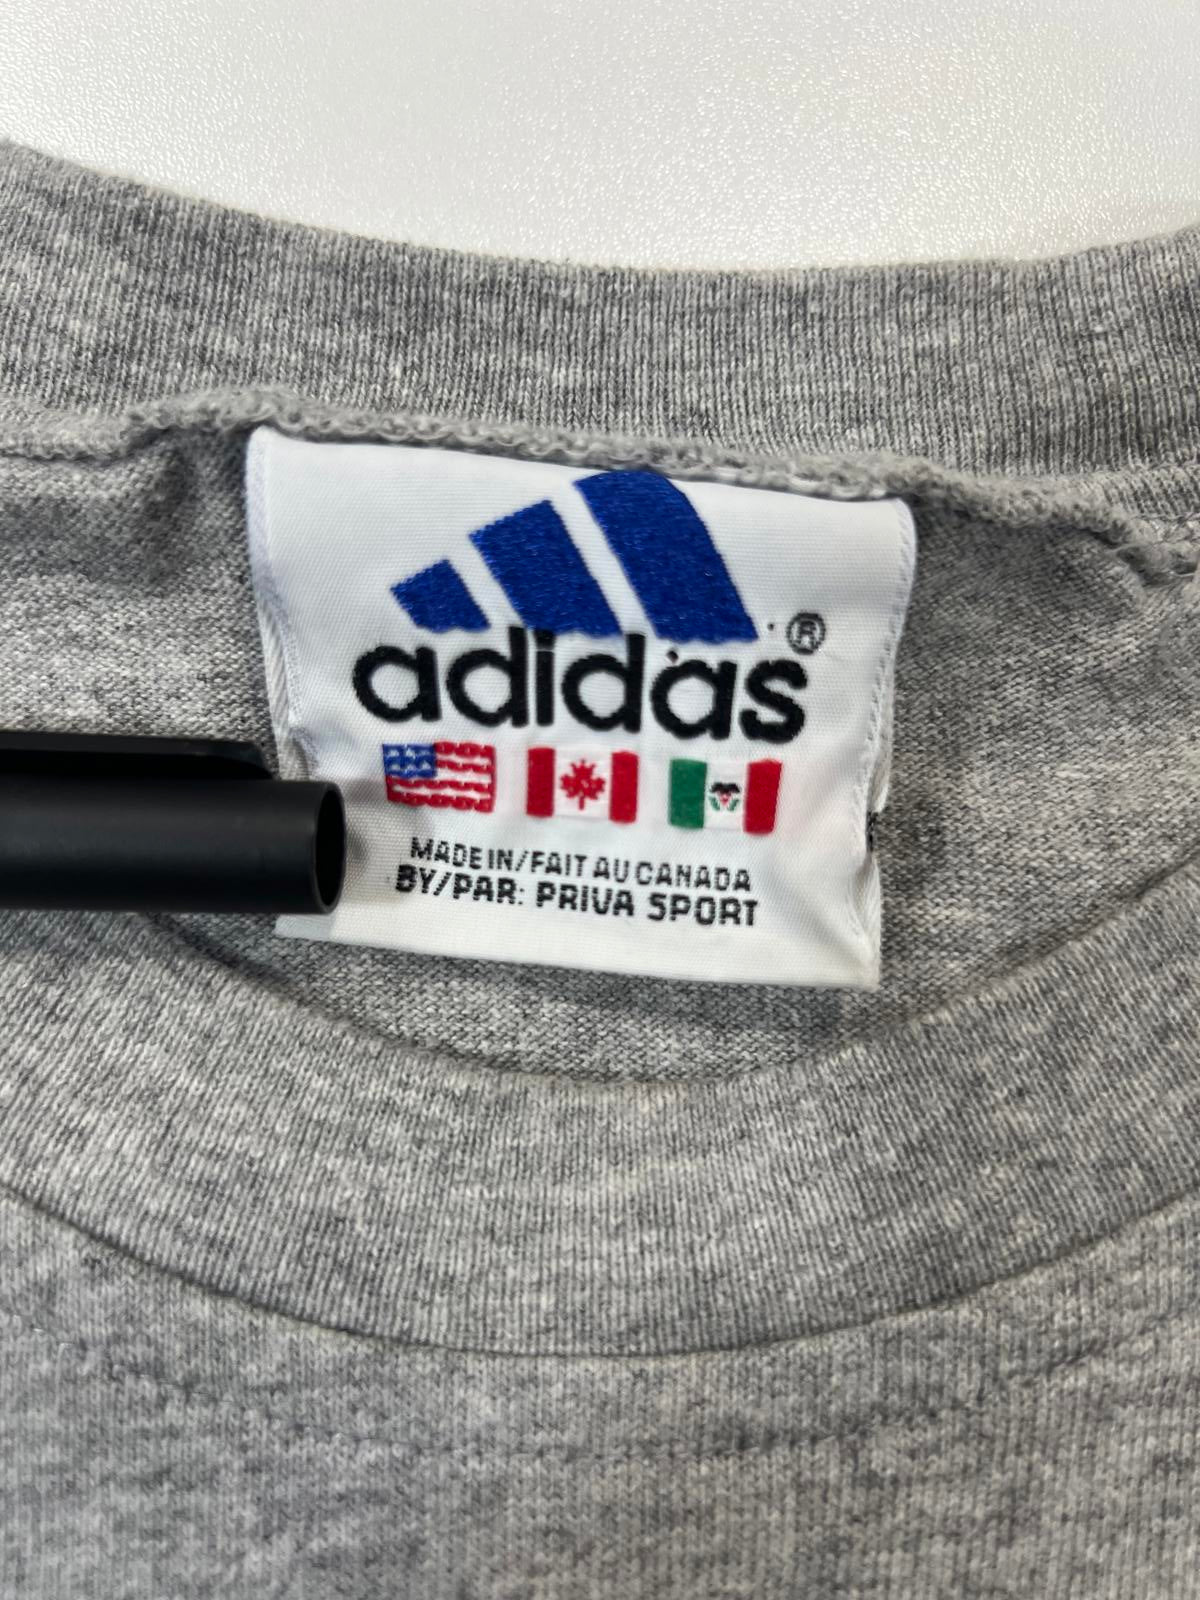 adidas®
MADE IN/FAIT AU CANADA
BY/PAR: PRIVA SPORT